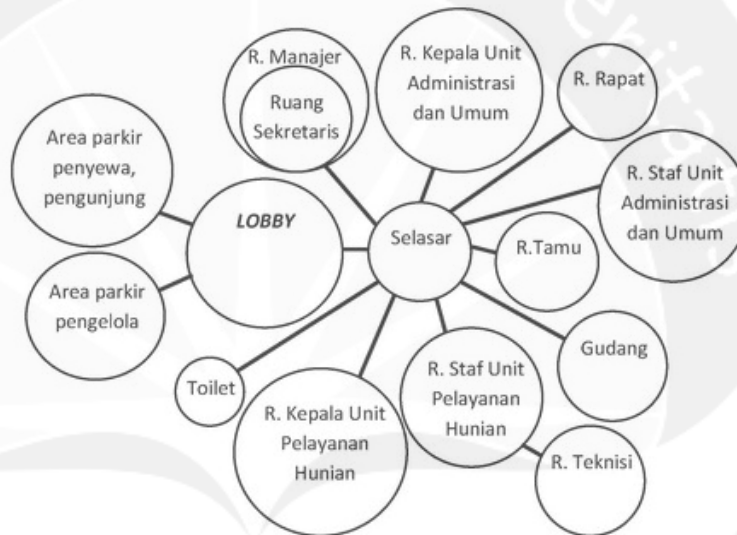 R. Manajer
Ruang
Sekretaris
R. Kepala Unit
Administrasi
dan Umum
R. Rapat
Area parkir
penyewa,
pengunjung
R. Staf Unit
Administrasi
dan Umum
LOBBY
Selasar
R.Tamu
Area parkir
pengelola
Gudang
Toilet
R. Kepala Unit
Pelayanan
Hunian
R. Staf Unit
Pelayanan
Hunian
R. Teknisi